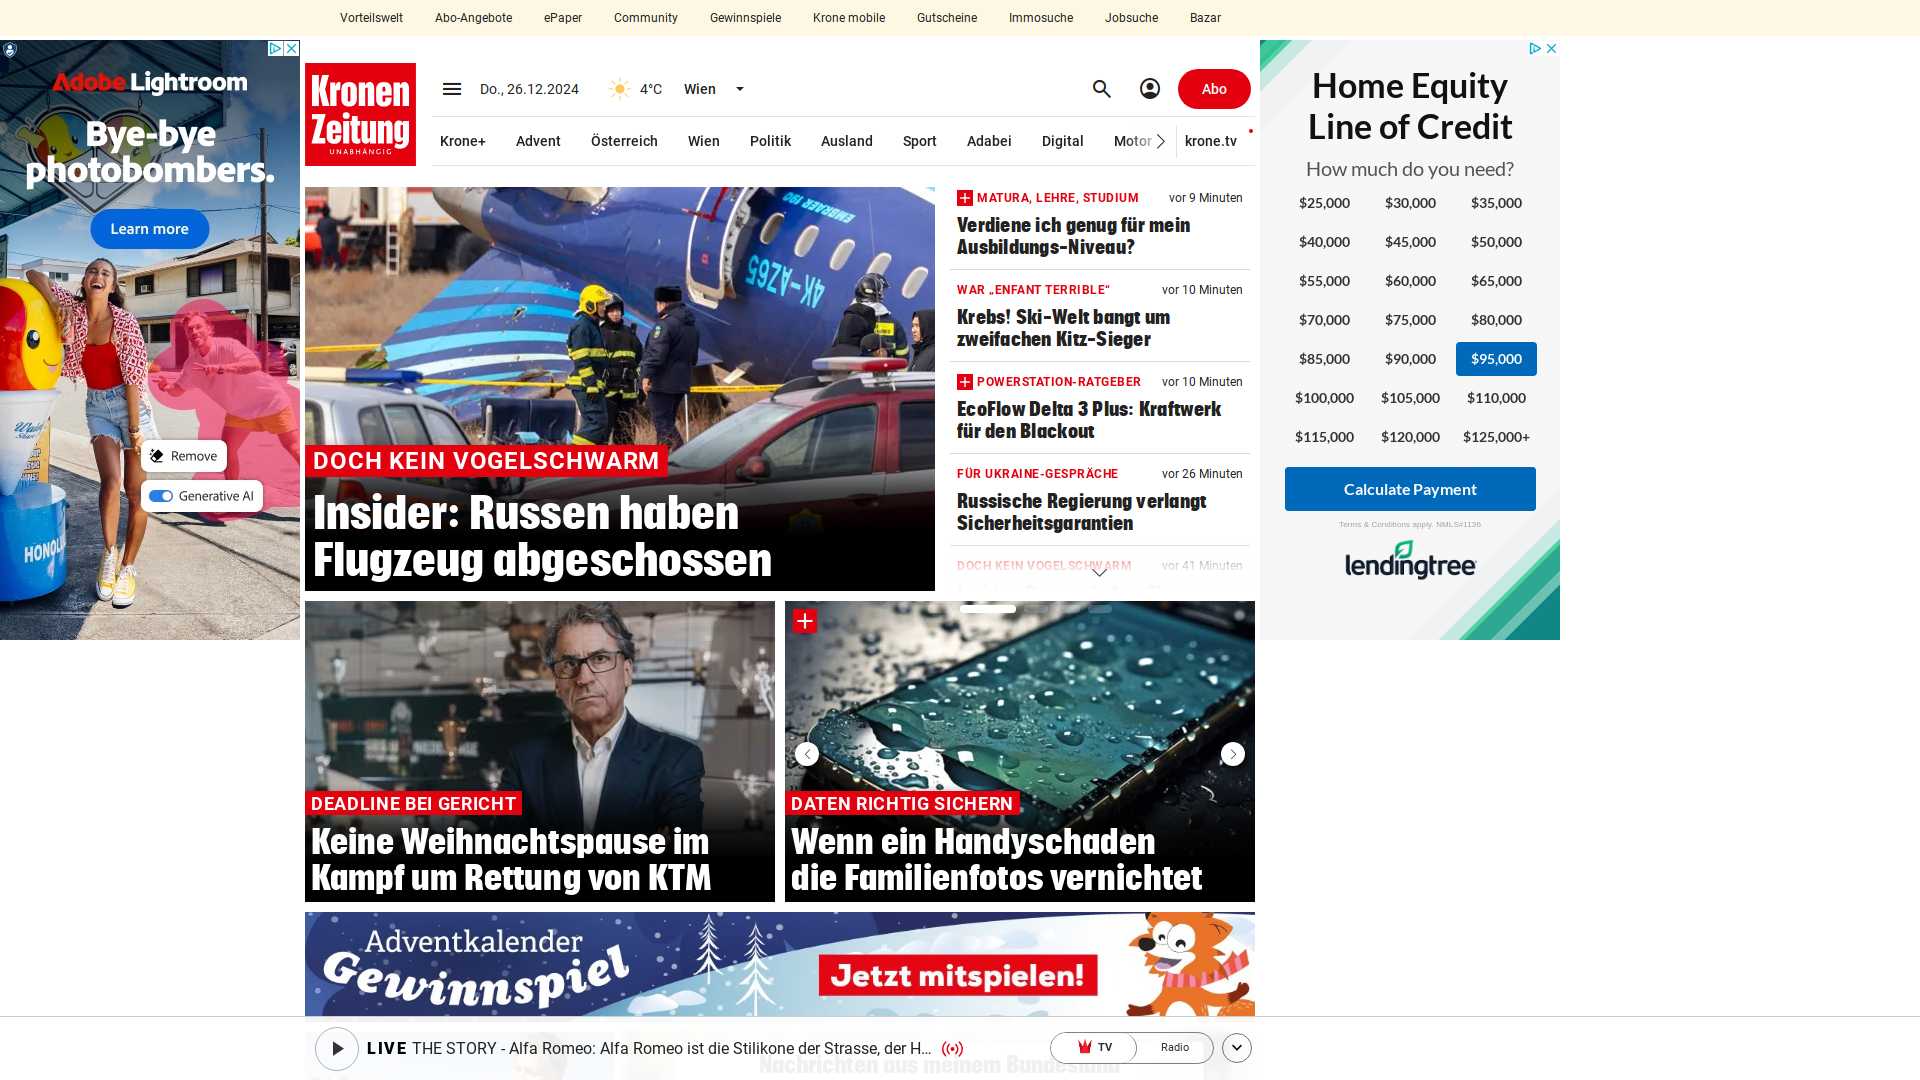 Vorteilswelt
Abo-Angebote
ePaper
Community
Gewinnspiele
Krone mobile
Gutscheine
Immosuche
Jobsuche
Bazar
Adobe Lightroom
Bye-bye
photobombers.
Learn more
Remove
Generative AI
HONOL
Kronen
Zeitung
UNABHÄNGIG
Do., 26.12.2024
4°C
Wien
Abo
Krone+
Advent
Österreich
Wien
Politik
Ausland
Sport
Adabei
Digital
Motor
krone.tv
EMBRAER 190
4K-AZ65
DOCH KEIN VOGELSCHWARM
Insider: Russen haben
Flugzeug abgeschossen
MATURA, LEHRE, STUDIUM
vor 9 Minuten
Verdiene ich genug für mein
Ausbildungs-Niveau?
WAR „ENFANT TERRIBLE“
vor 10 Minuten
Krebs! Ski-Welt bangt um
zweifachen Kitz-Sieger
POWERSTATION-RATGEBER
vor 10 Minuten
EcoFlow Delta 3 Plus: Kraftwerk
für den Blackout
FÜR UKRAINE-GESPRÄCHE
vor 26 Minuten
Russische Regierung verlangt
Sicherheitsgarantien
DOCH KEIN VOGELSCHWARM
vor 41 Minuten
DEADLINE BEI GERICHT
Keine Weihnachtspause im
Kampf um Rettung von KTM
DATEN RICHTIG SICHERN
Wenn ein Handyschaden
die Familienfotos vernichtet
Adventkalender
Gewinnspiel
Jetzt mitspielen!
LIVE THE STORY - Alfa Romeo: Alfa Romeo ist die Stilikone der Strasse, der H...
TV
Radio
Nachrichten aus meinem Bundesland
Home Equity
Line of Credit
How much do you need?
$25,000 $30,000 $35,000
$40,000 $45,000 $50,000
$55,000 $60,000 $65,000
$70,000 $75,000 $80,000
$85,000 $90,000 $95,000
$100,000 $105,000 $110,000
$115,000 $120,000 $125,000+
Calculate Payment
Terms & Conditions apply. NMLS#1136
lendingtree